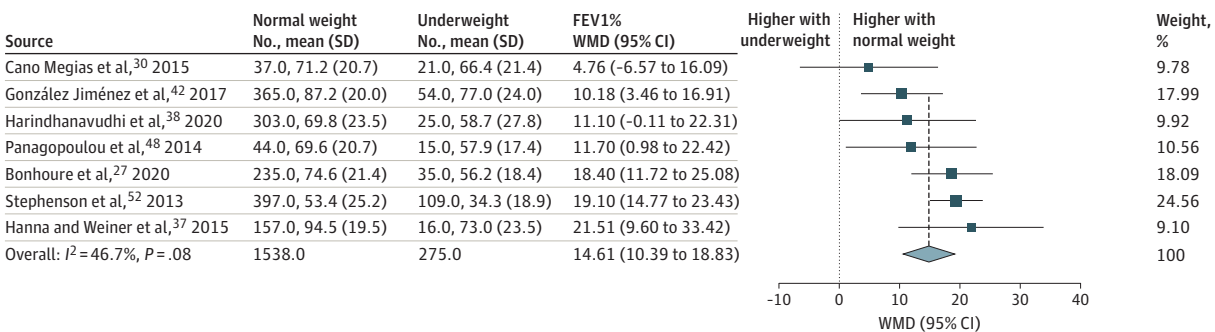 Normal weight Underweight FEV1% Higher with Higher with Weight,
Source No., mean (SD) No., mean (SD) WMD (95% CI) underweight normal weight %
Cano Megias et al,30 2015 37.0, 71.2 (20.7) 21.0, 66.4 (21.4) 4.76 (-6.57 to 16.09) 9.78
González Jiménez et al,42 2017 365.0, 87.2 (20.0) 54.0, 77.0 (24.0) 10.18 (3.46 to 16.91) 17.99
Harindhanavudhi et al,38 2020 303.0, 69.8 (23.5) 25.0, 58.7 (27.8) 11.10 (-0.11 to 22.31) 9.92
Panagopoulou et al,48 2014 44.0, 69.6 (20.7) 15.0, 57.9 (17.4) 11.70 (0.98 to 22.42) 10.56
Bonhoure et al,27 2020 235.0, 74.6 (21.4) 35.0, 56.2 (18.4) 18.40 (11.72 to 25.08) 18.09
Stephenson et al,52 2013 397.0, 53.4 (25.2) 109.0, 34.3 (18.9) 19.10 (14.77 to 23.43) 24.56
Hanna and Weiner et al,37 2015 157.0, 94.5 (19.5) 16.0, 73.0 (23.5) 21.51 (9.60 to 33.42) 9.10
Overall: I2 = 46.7%, P = .08 1538.0 275.0 14.61 (10.39 to 18.83) 100
-10 0 10 20 30 40
WMD (95% CI)